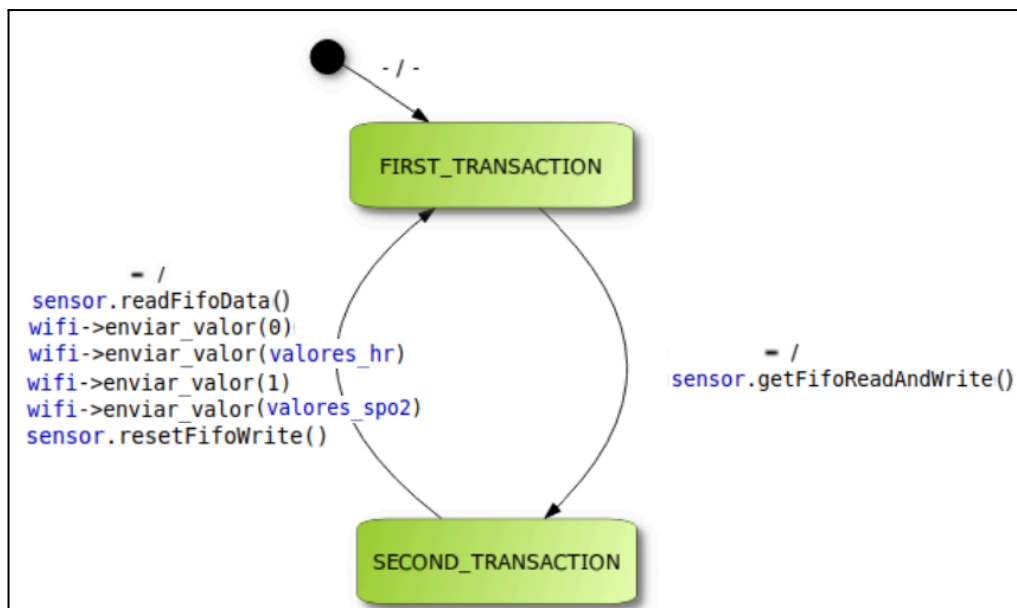 - / -
FIRST_TRANSACTION
- /
sensor.readFifoData()
wifi->enviar_valor(0)
wifi->enviar_valor(valores_hr)
wifi->enviar_valor(1)
wifi->enviar_valor(valores_spo2)
sensor.resetFifoWrite()
- /
sensor.getFifoReadAndWrite()
SECOND_TRANSACTION